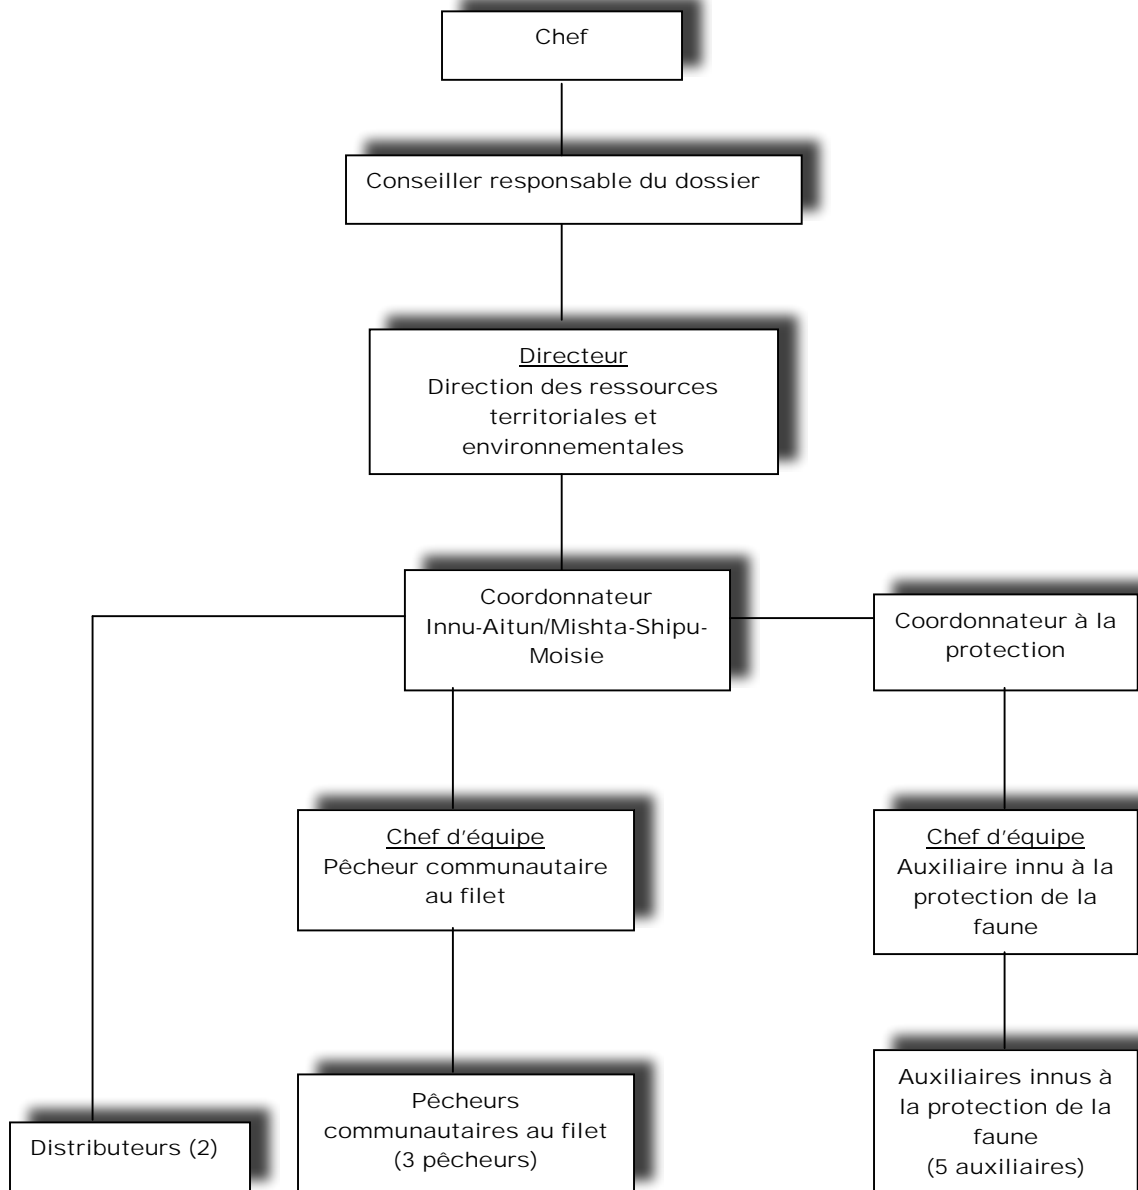 Chef
Conseiller responsable du dossier
Directeur
Direction des ressources
territoriales et
environnementales
Coordonnateur
Innu-Aitun/Mishta-Shipu-
Moisie
Coordonnateur à la
protection
Chef d'équipe
Pêcheur communautaire
au filet
Chef d'équipe
Auxiliaire innu à la
protection de la
faune
Distributeurs (2)
Pêcheurs
communautaires au filet
(3 pêcheurs)
Auxiliaires innus à
la protection de la
faune
(5 auxiliaires)